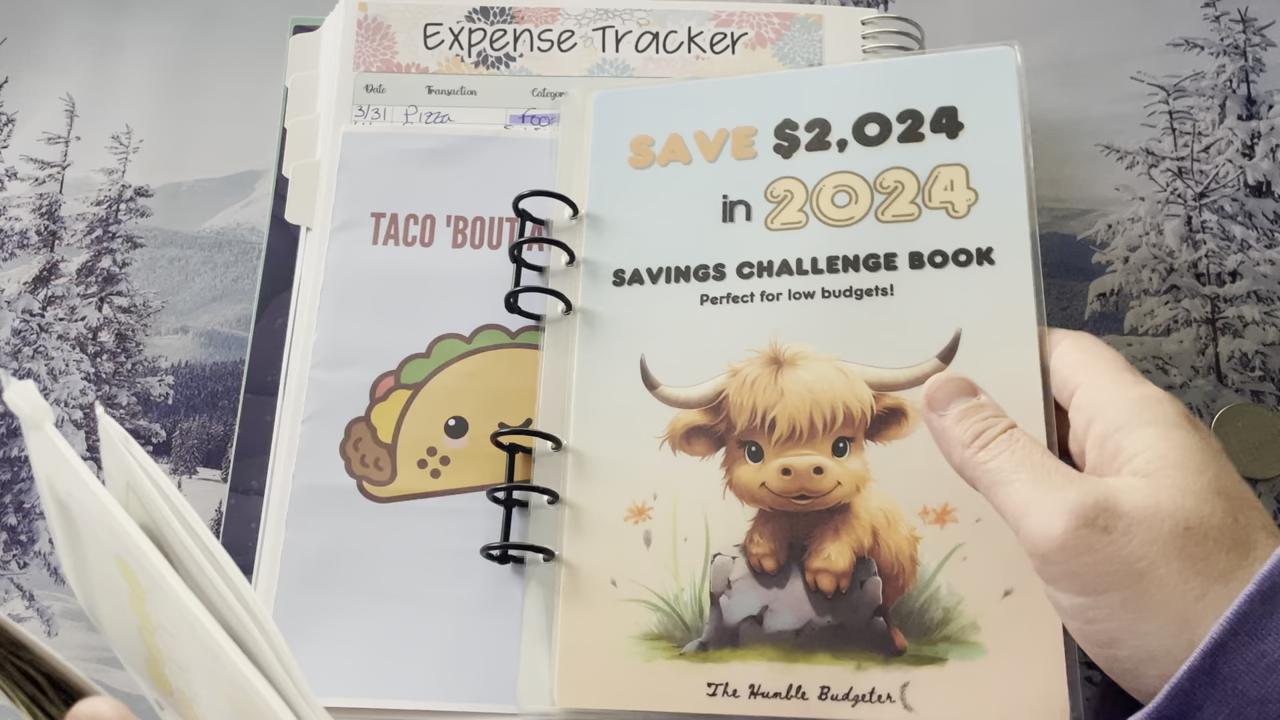 Expense Tracker
Date Transaction
3/31 Pizza
TACO 'BOUT A
SAVE $2,024
in 2024
SAVINGS CHALLENGE BOOK
Perfect for low budgets!
The Humble Budgeter